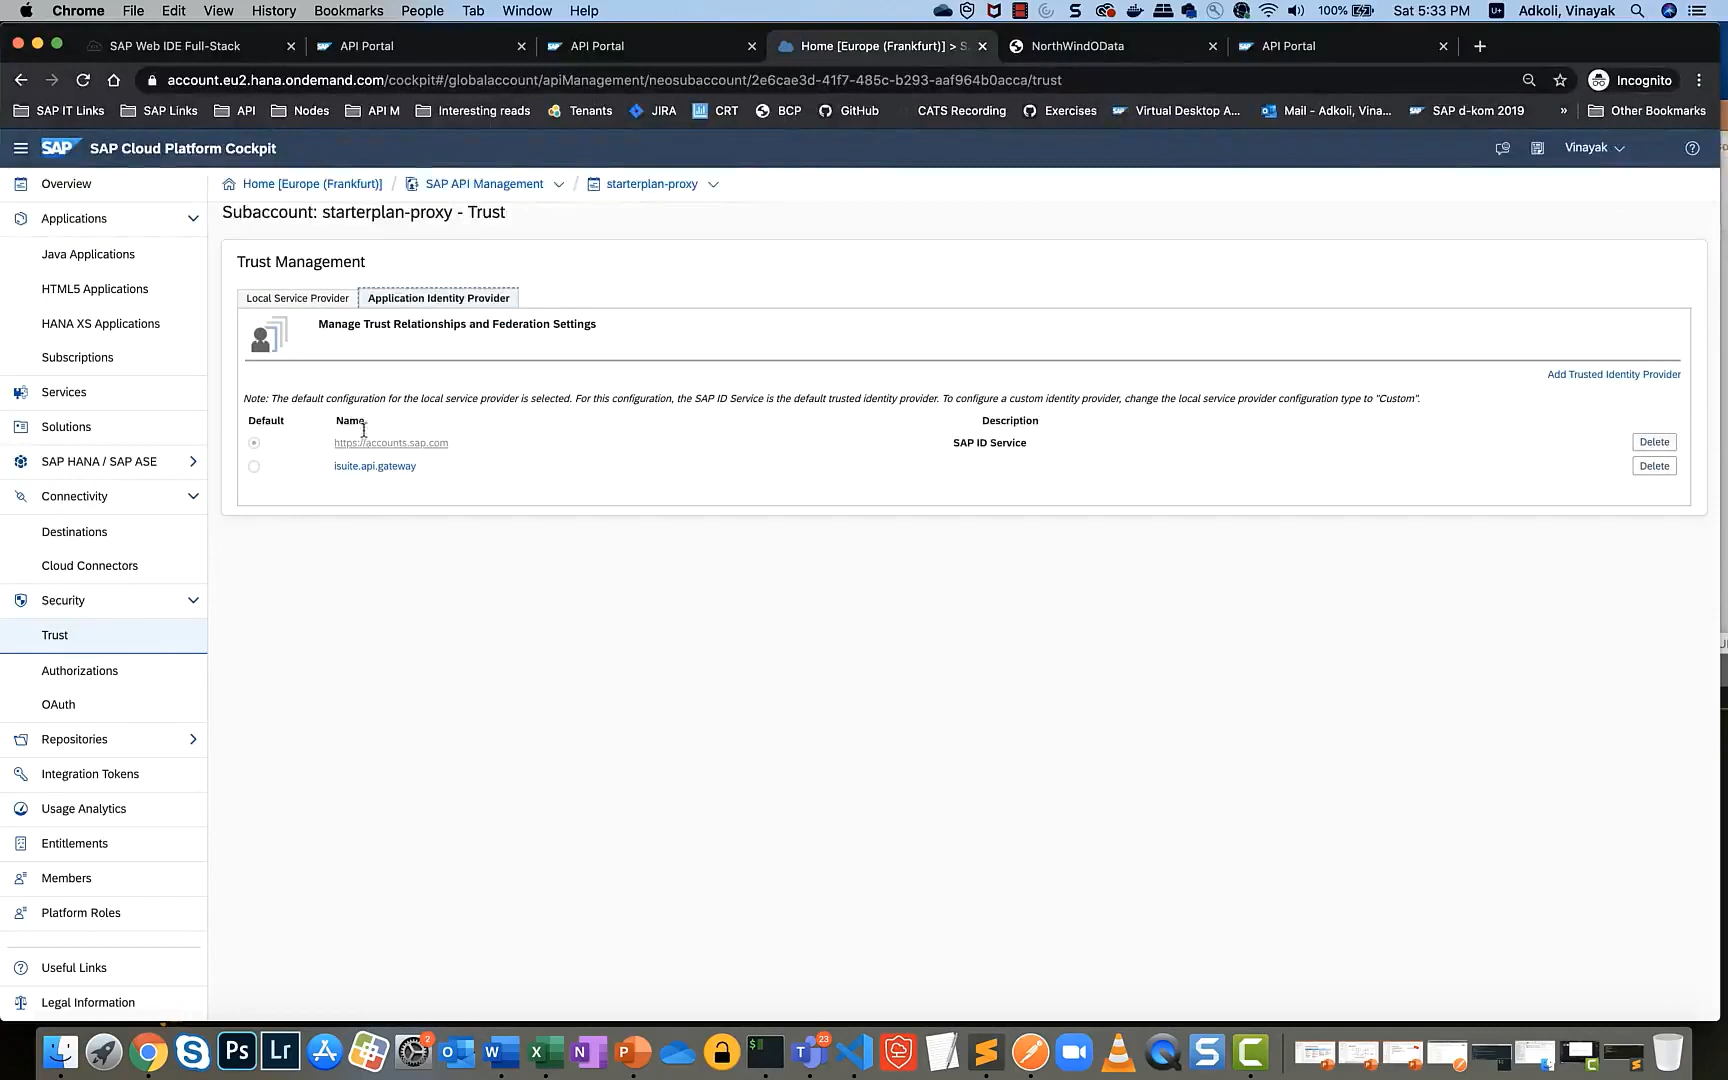 Chrome File Edit View History Bookmarks People Tab Window Help 100% Sat 5:33 PM Adkoli, Vinayak
SAP Web IDE Full-Stack API Portal API Portal Home [Europe (Frankfurt)] > S NorthWindOData API Portal
account.eu2.hana.ondemand.com/cockpit#/globalaccount/apiManagement/neosubaccount/2e6cae3d-41f7-485c-b293-aaf964b0acca/trust Incognito
SAP IT Links SAP Links API Nodes API M Interesting reads Tenants JIRA CRT BCP GitHub CATS Recording Exercises Virtual Desktop A... Mail - Adkoli, Vina... SAP d-kom 2019 » Other Bookmarks
SAP SAP Cloud Platform Cockpit Vinayak
Overview
Applications
Java Applications
HTML5 Applications
HANA XS Applications
Subscriptions
Services
Solutions
SAP HANA / SAP ASE
Connectivity
Destinations
Cloud Connectors
Security
Trust
Authorizations
OAuth
Repositories
Integration Tokens
Usage Analytics
Entitlements
Members
Platform Roles
Useful Links
Legal Information
Home [Europe (Frankfurt)] / SAP API Management / starterplan-proxy
Subaccount: starterplan-proxy - Trust
Trust Management
Local Service Provider Application Identity Provider
Manage Trust Relationships and Federation Settings
Add Trusted Identity Provider
Note: The default configuration for the local service provider is selected. For this configuration, the SAP ID Service is the default trusted identity provider. To configure a custom identity provider, change the local service provider configuration type to "Custom".
Default Name Description
https://accounts.sap.com SAP ID Service Delete
isuite.api.gateway Delete
Ps Lr 2 W X N P 23 S C